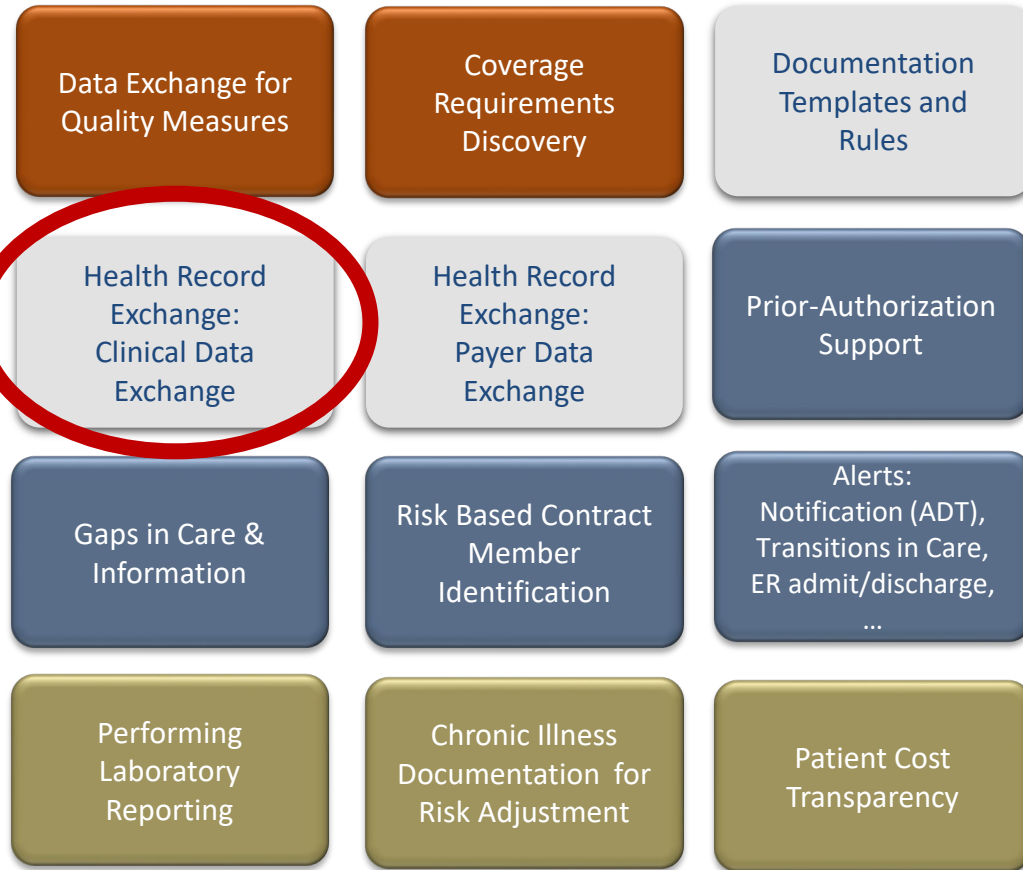 Data Exchange for
Quality Measures
Coverage
Requirements
Discovery
Documentation
Templates and
Rules
Health Record
Exchange:
Clinical Data
Exchange
Health Record
Exchange:
Payer Data
Exchange
Prior-Authorization
Support
Gaps in Care &
Information
Risk Based Contract
Member
Identification
Alerts:
Notification (ADT),
Transitions in Care,
ER admit/discharge,
…
Performing
Laboratory
Reporting
Chronic Illness
Documentation for
Risk Adjustment
Patient Cost
Transparency